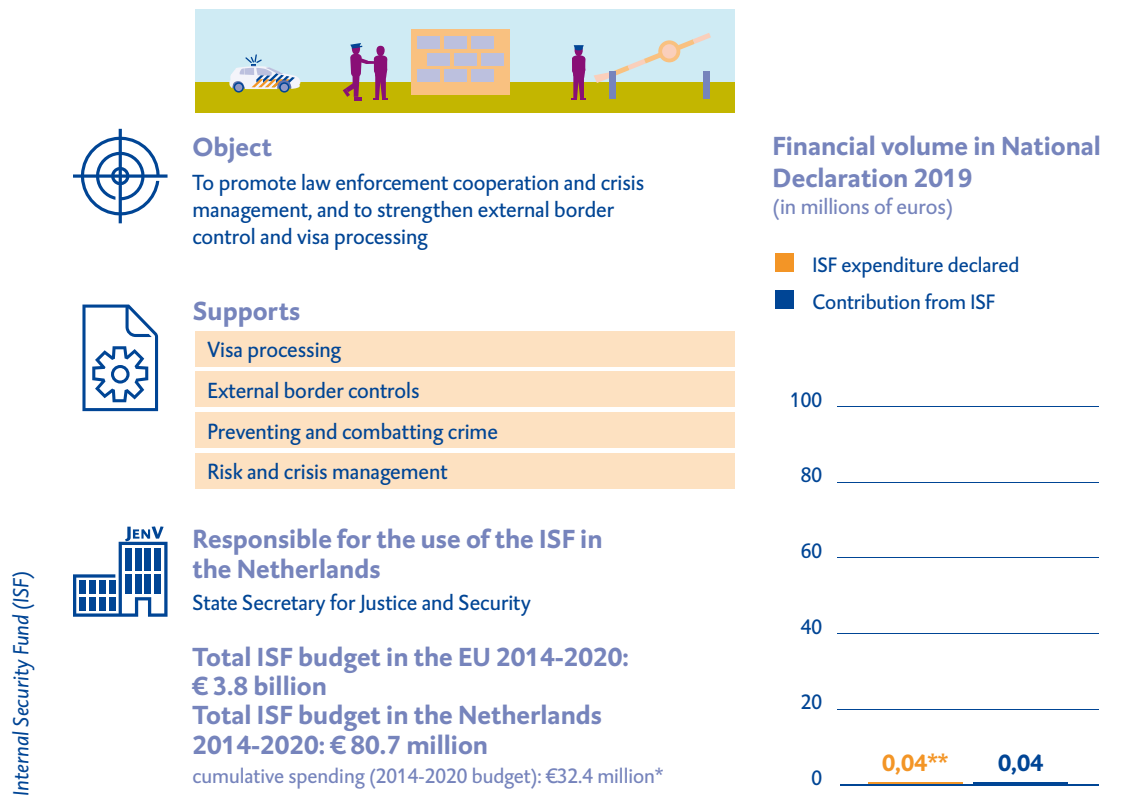 Object
To promote law enforcement cooperation and crisis
management, and to strengthen external border
control and visa processing
Supports
Visa processing
External border controls
Preventing and combatting crime
Risk and crisis management
JENV
Responsible for the use of the ISF in
the Netherlands
State Secretary for Justice and Security
Total ISF budget in the EU 2014-2020:
€ 3.8 billion
Total ISF budget in the Netherlands
2014-2020: € 80.7 million
cumulative spending (2014-2020 budget): €32.4 million*
Internal Security Fund (ISF)
Financial volume in National
Declaration 2019
(in millions of euros)
ISF expenditure declared
Contribution from ISF
100
80
60
40
20
0
0,04**
0,04